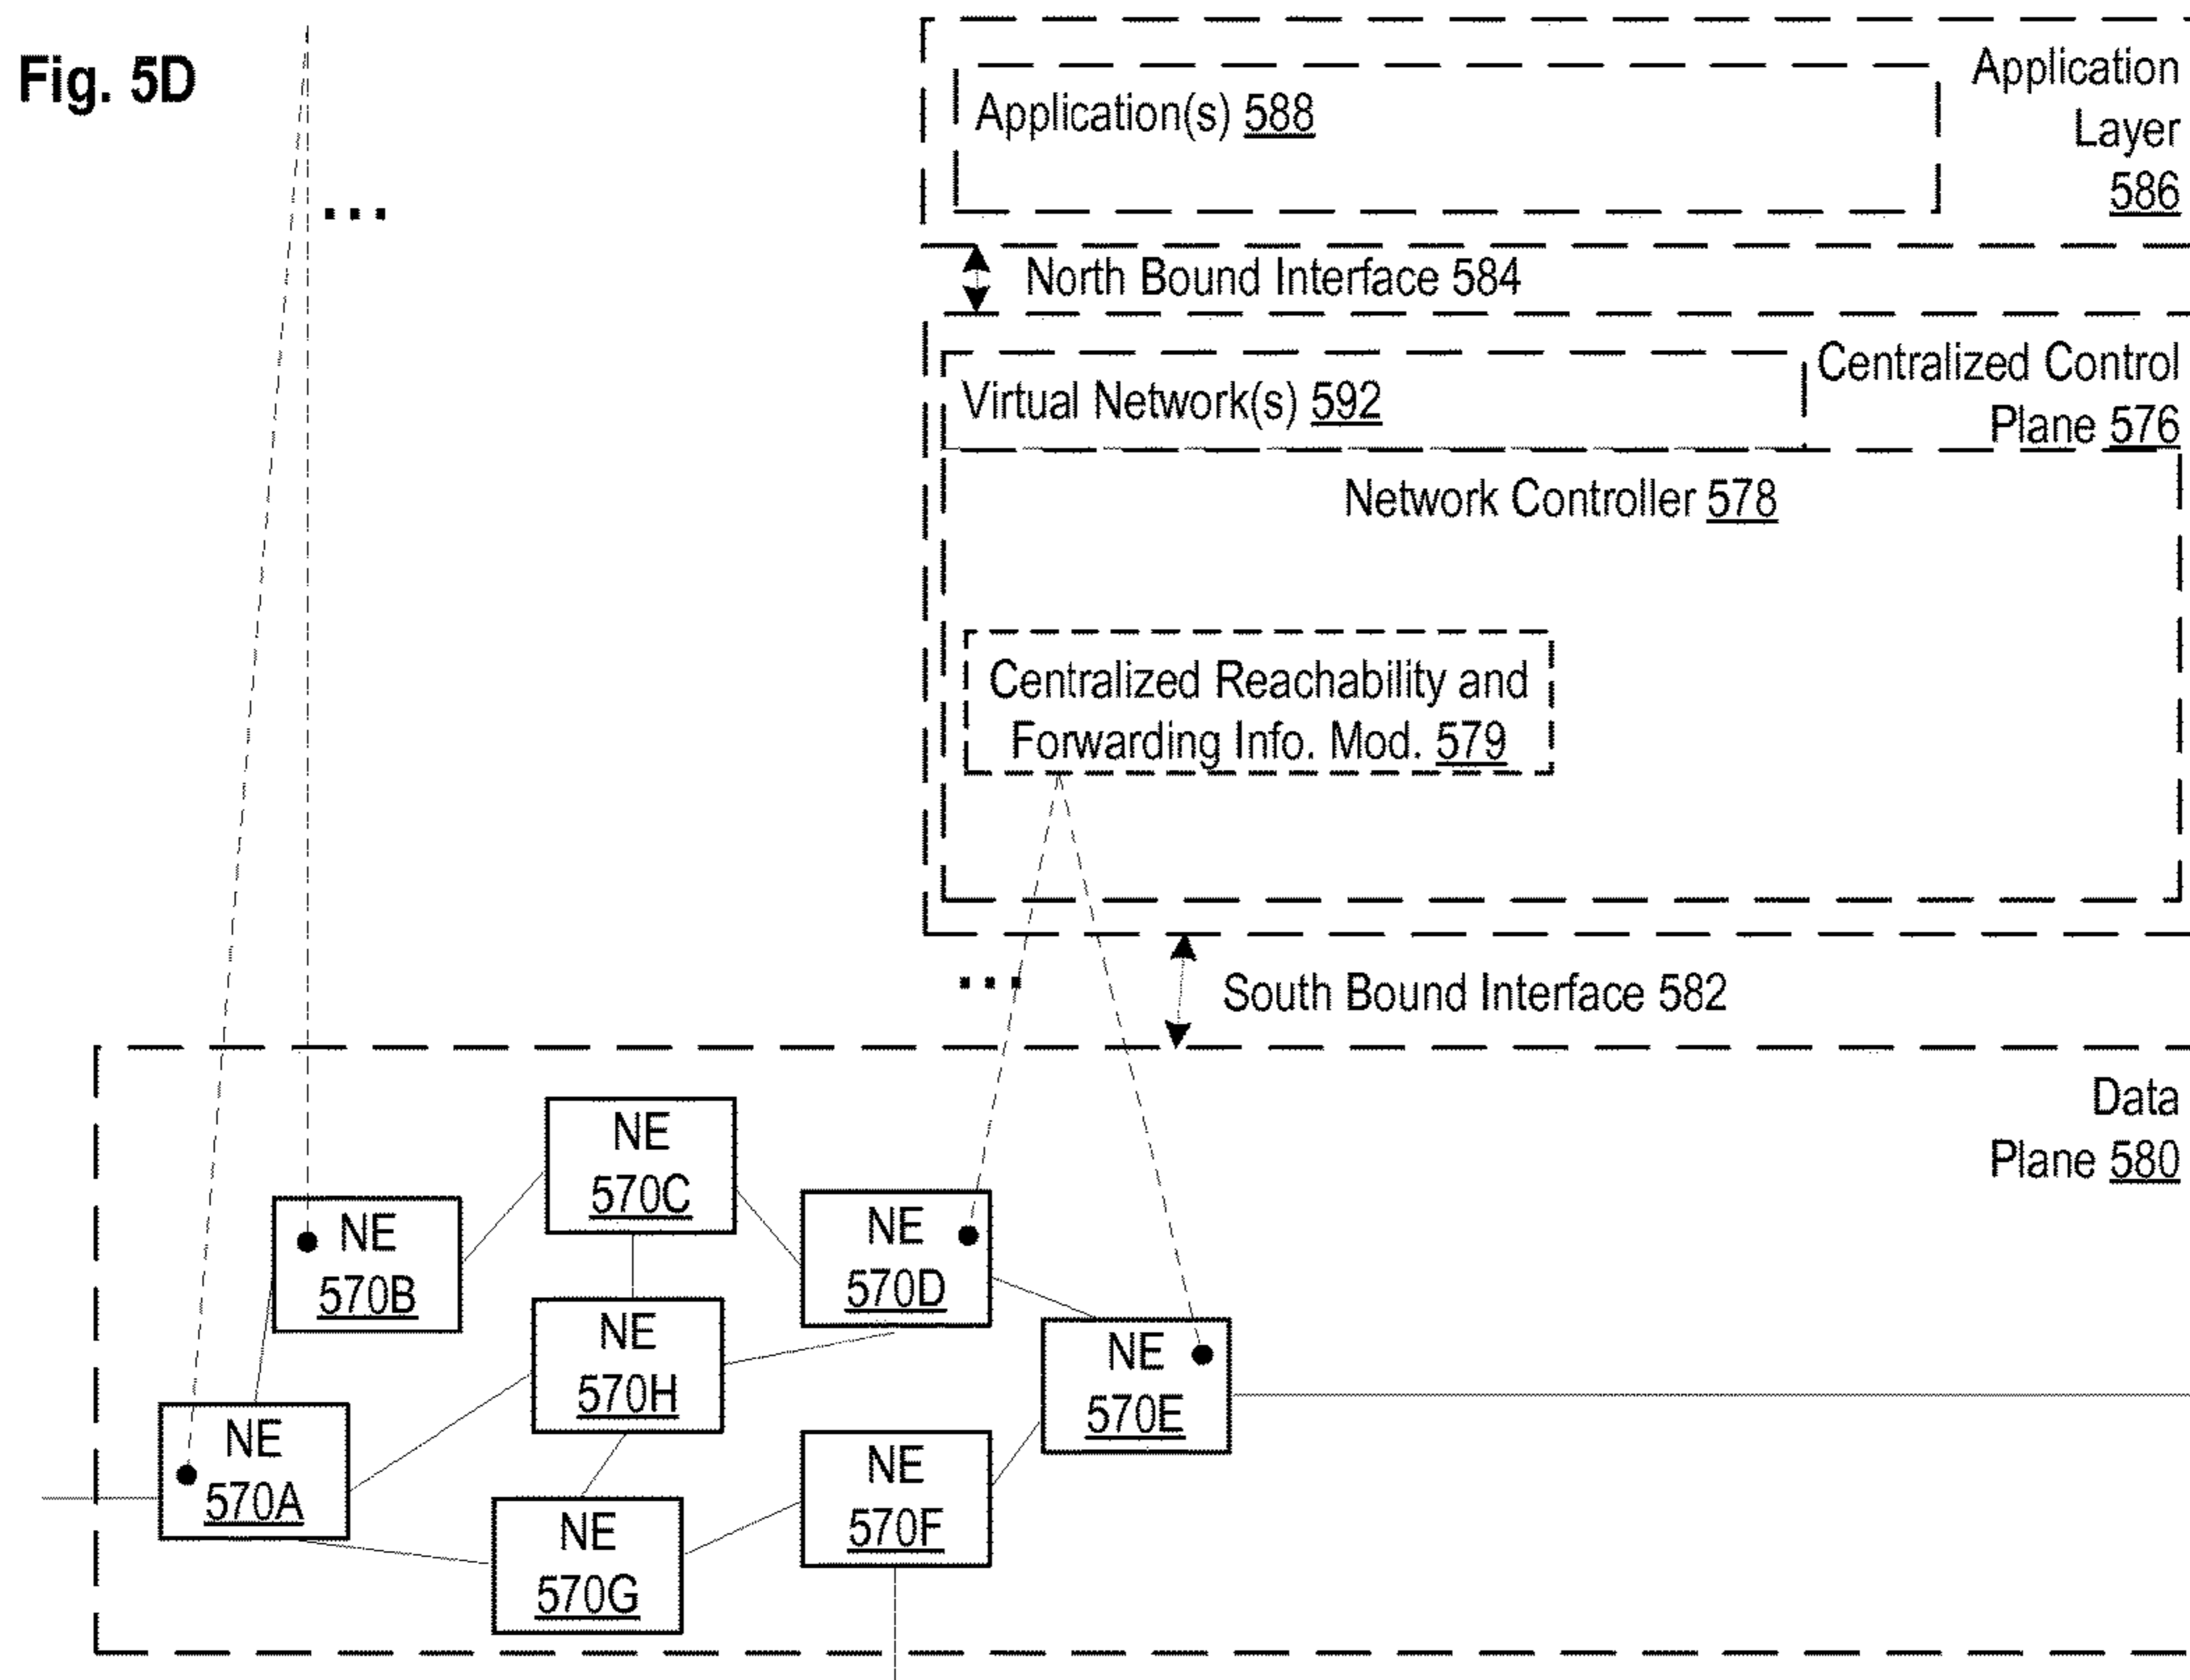 Fig. 5D
Application(s) 588
Application
Layer
586
North Bound Interface 584
Virtual Network(s) 592
Centralized Control
Plane 576
Network Controller 578
Centralized Reachability and
Forwarding Info. Mod. 579
South Bound Interface 582
Data
Plane 580
NE
570C
NE
570B
NE
570D
NE
570H
NE
570E
NE
570A
NE
570F
NE
570G